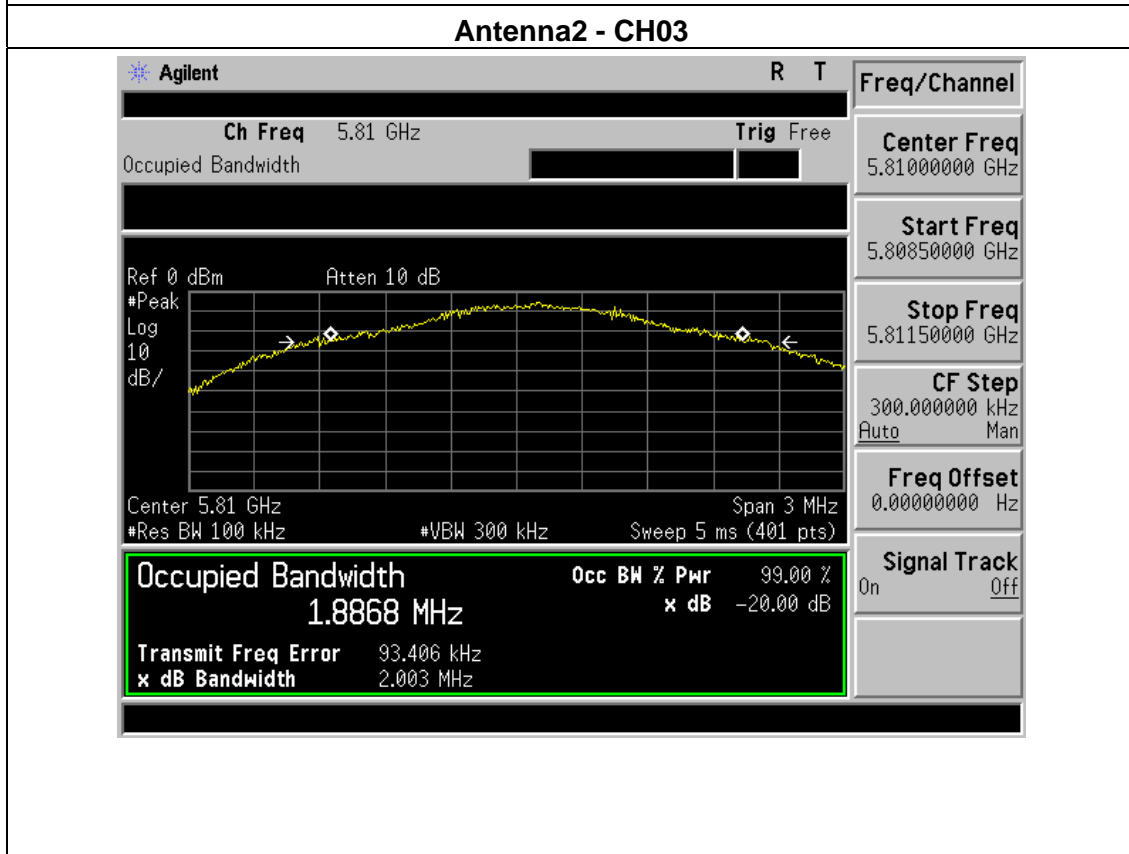 Antenna2 - CH03
Agilent R T
Ch Freq 5.81 GHz Trig Free
Occupied Bandwidth
Ref 0 dBm Atten 10 dB
#Peak
Log
10
dB/
Center 5.81 GHz Span 3 MHz
#Res BW 100 kHz #VBW 300 kHz Sweep 5 ms (401 pts)
Occupied Bandwidth Occ BW % Pwr 99.00 %
1.8868 MHz x dB -20.00 dB
Transmit Freq Error 93.406 kHz
x dB Bandwidth 2.003 MHz
Freq/Channel
Center Freq
5.81000000 GHz
Start Freq
5.80850000 GHz
Stop Freq
5.81150000 GHz
CF Step
300.000000 kHz
Auto Man
Freq Offset
0.00000000 Hz
Signal Track
On Off